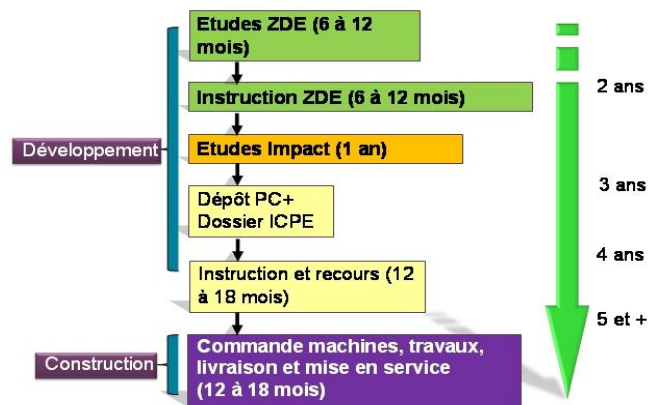 Etudes ZDE (6 à 12
mois)
Instruction ZDE (6 à 12 mois)
2 ans
Développement
Etudes Impact (1 an)
3 ans
Dépôt PC+
Dossier ICPE
4 ans
Instruction et recours (12
à 18 mois)
5 et +
Construction
Commande machines, travaux,
livraison et mise en service
(12 à 18 mois)